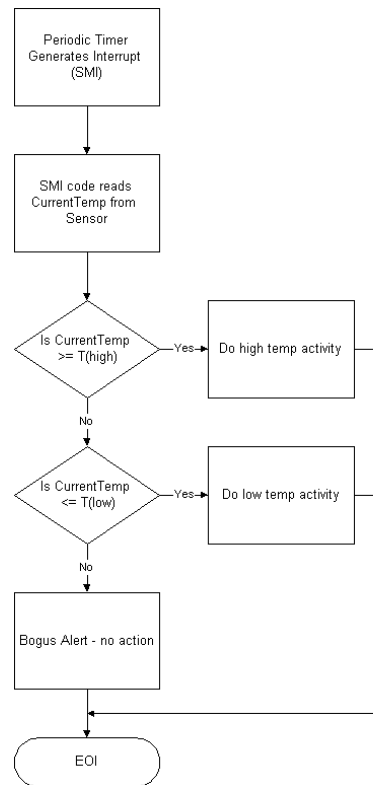 Periodic Timer
Generates Interrupt
(SMI)
SMI code reads
CurrentTemp from
Sensor
Is CurrentTemp
>= T(high)
Yes
Do high temp activity
No
Is CurrentTemp
<= T(low)
Yes
Do low temp activity
No
Bogus Alert - no action
EOI